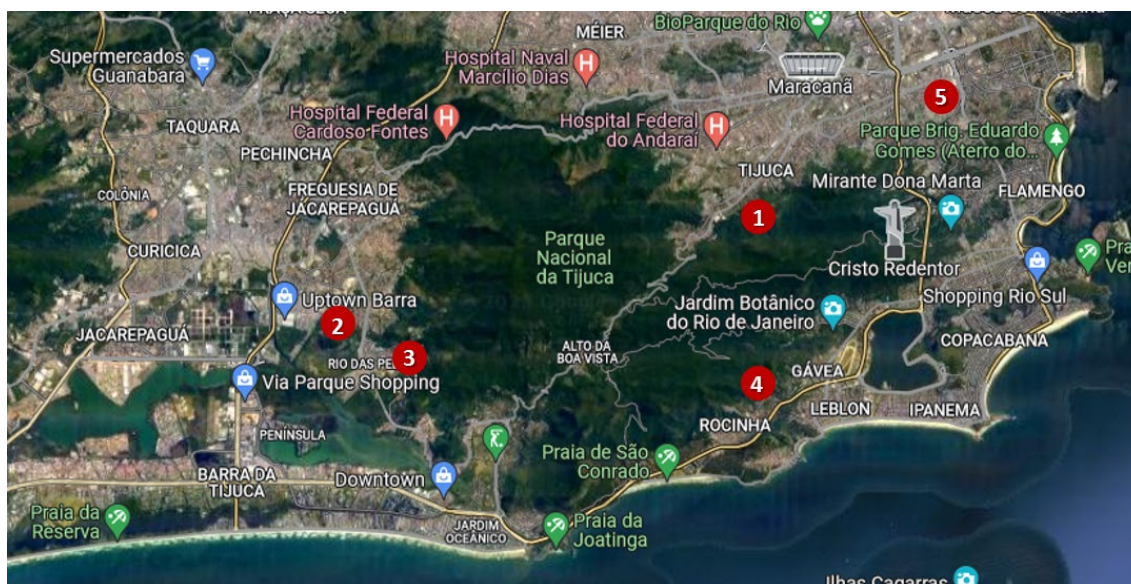 BioParque do Rio
MÉIER
Hospital Naval
Marcílio Dias
Supermercados
Guanabara
Maracanã
5
Hospital Federal
Cardoso Fontes
Hospital Federal
do Andaraí
TAQUARA
Parque Brig. Eduardo
Gomes (Aterro do...
PECHINCHA
TIJUCA
Mirante Dona Marta
FLAMENGO
COLÔNIA
FREGUESIA DE
JACAREPAGUÁ
1
Parque
Nacional
da Tijuca
CURICICA
Cristo Redentor
Shopping Rio Sul
Uptown Barra
2
Jardim Botânico
do Rio de Janeiro
JACAREPAGUÁ
COPACABANA
ALTO DA
BOA VISTA
RIO DAS
3
Via Parque Shopping
GÁVEA
4
LEBLON
IPANEMA
ROCINHA
PENÍNSULA
Praia de São
Conrado
BARRA DA
TIJUCA
Downtown
Praia da
Reserva
JARDIM
OCEÂNICO
Praia da
Joatinga
Ilhas Cagarras